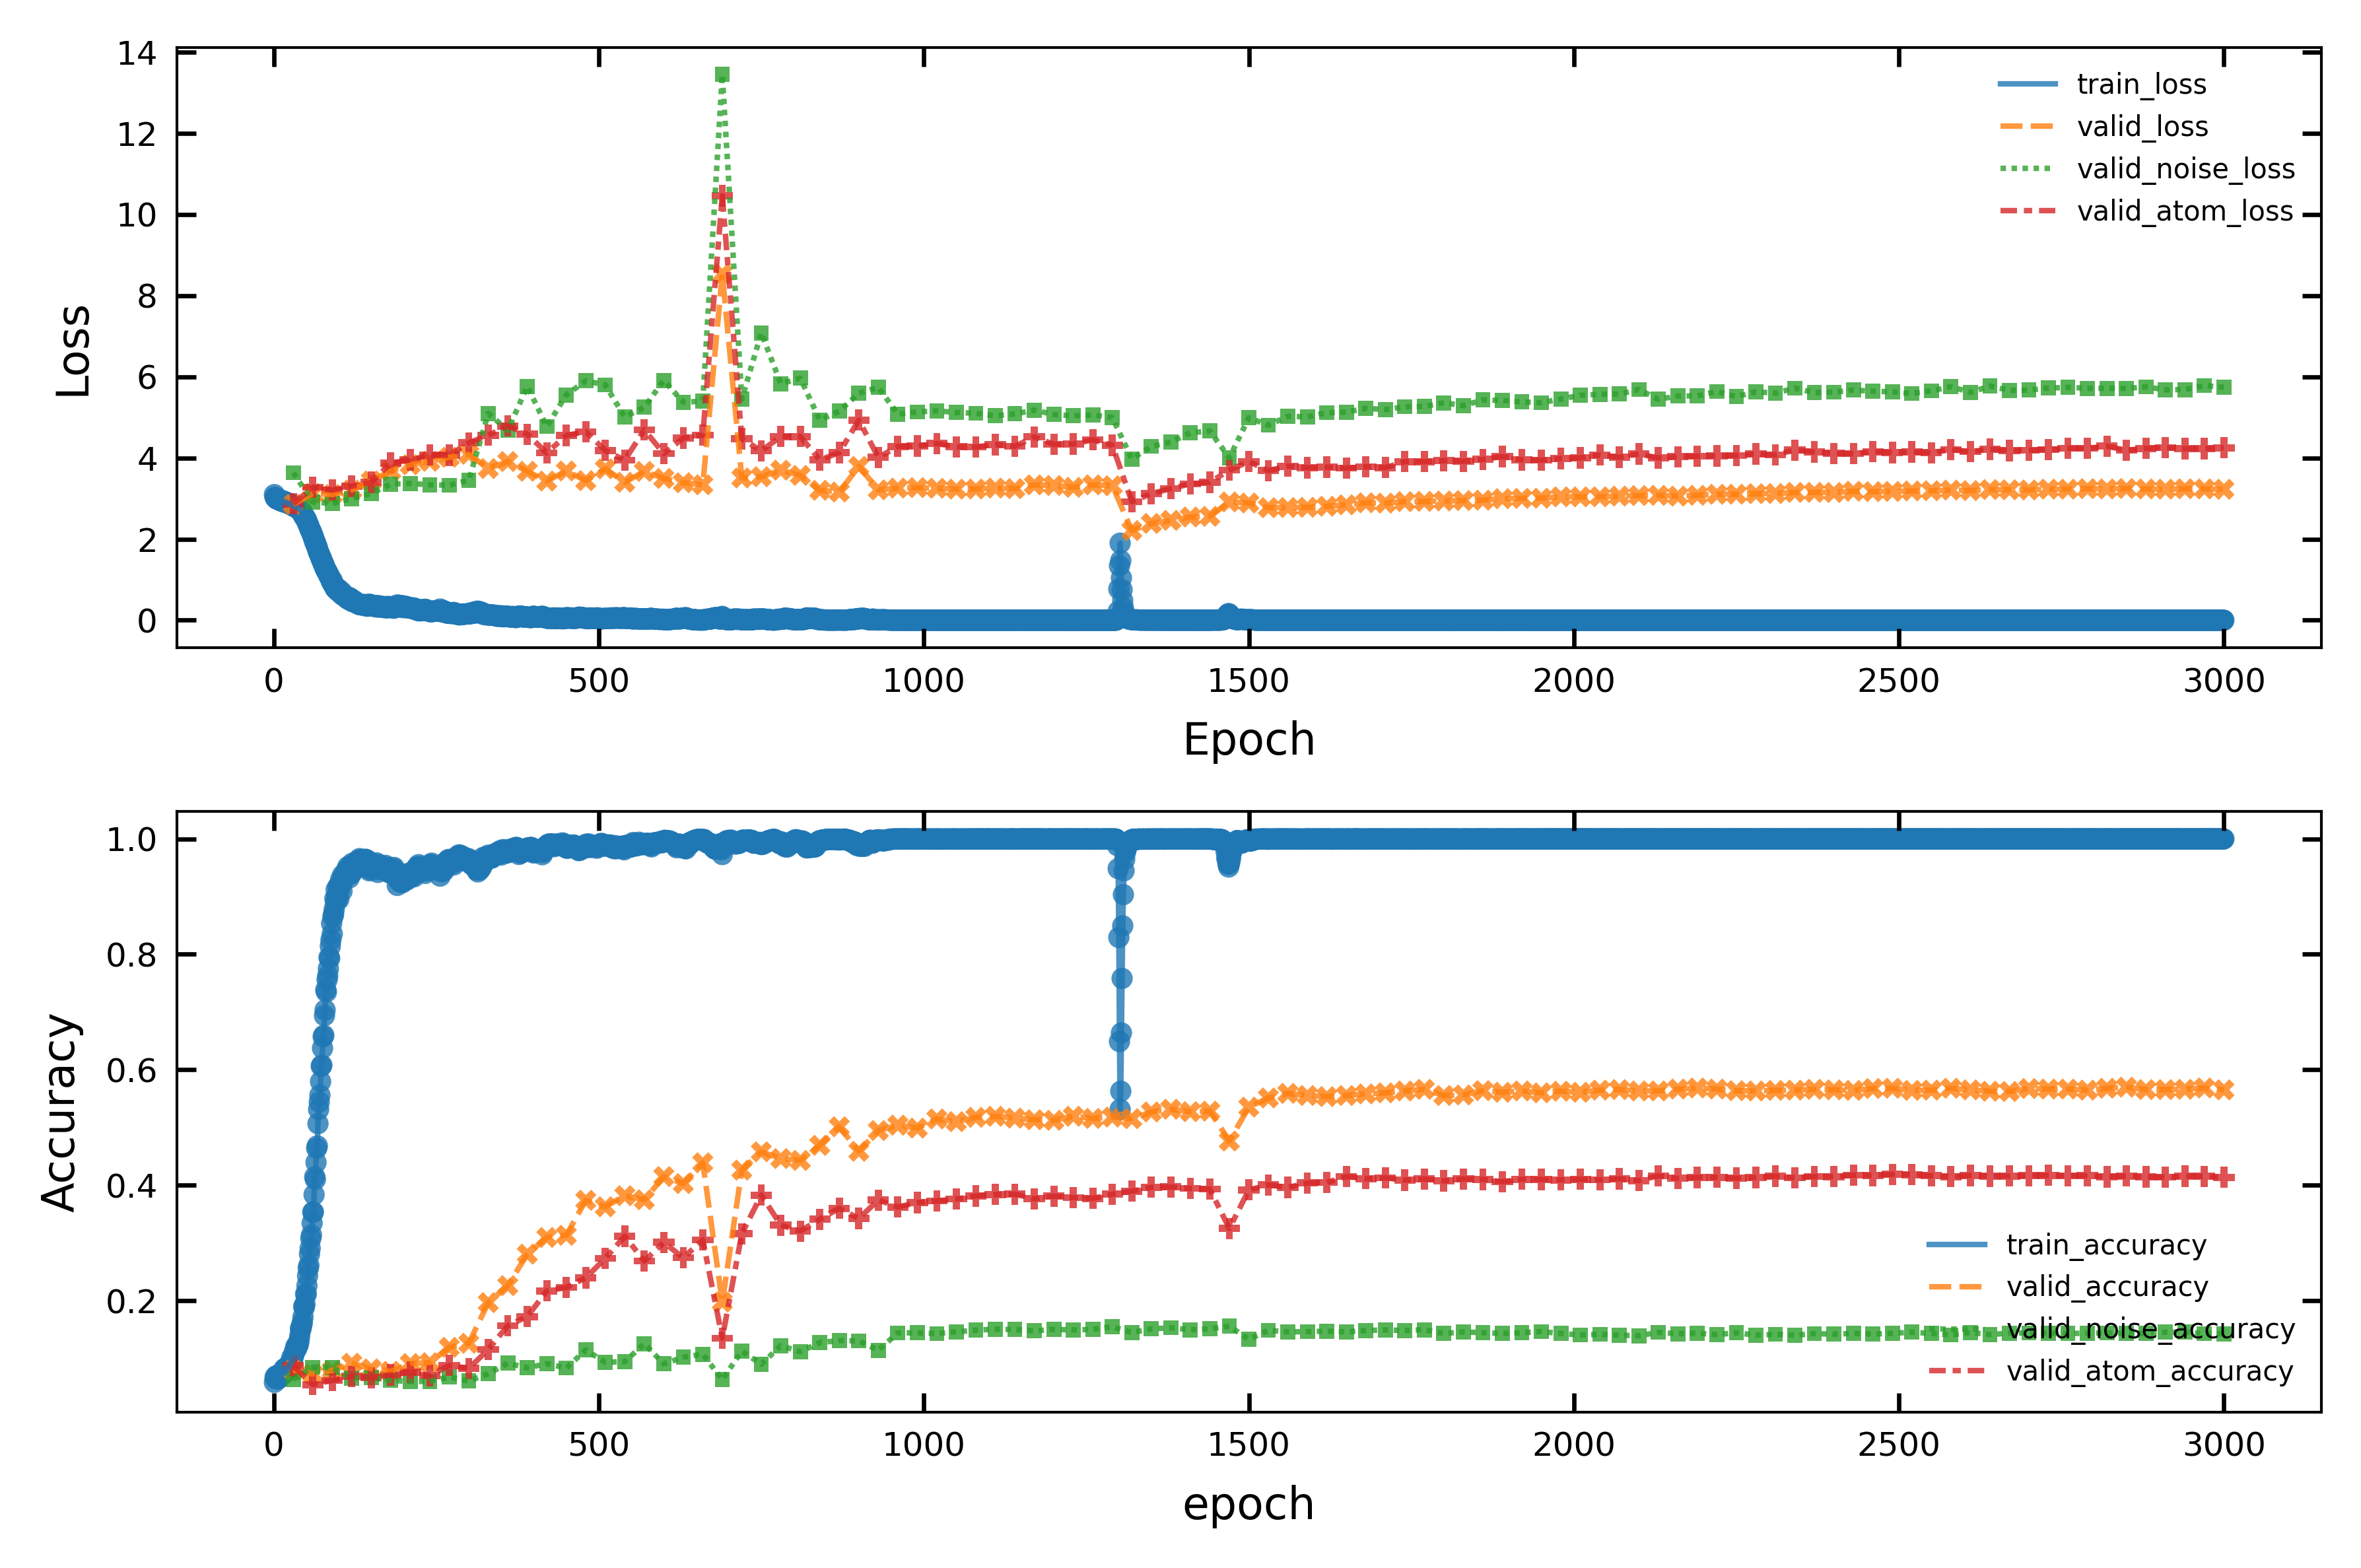 14
12
10
8
6
4
2
0
Loss
train_loss
valid_loss
valid_noise_loss
valid_atom_loss
0 500 1000 1500 2000 2500 3000
Epoch
1.0
0.8
0.6
0.4
0.2
Accuracy
train_accuracy
valid_accuracy
valid_noise_accuracy
valid_atom_accuracy
0 500 1000 1500 2000 2500 3000
epoch